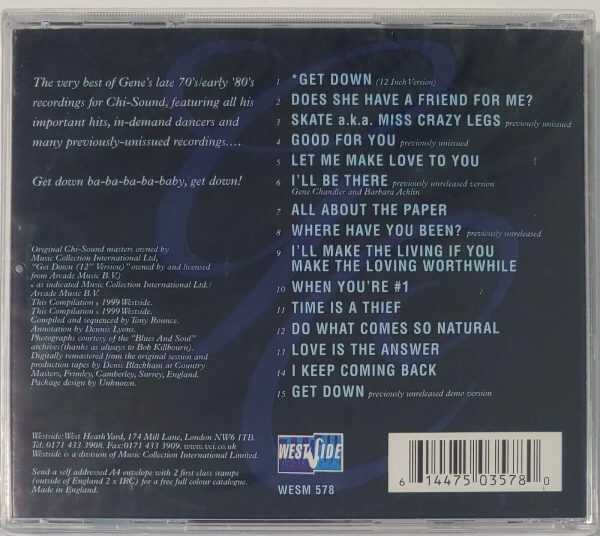 The very best of Gene's late 70's/early '80's
recordings for Chi-Sound, featuring all his
important hits, in-demand dancers and
many previously-unissued recordings....
Get down ba-ba-ba-ba-baby, get down!
Original Chi-Sound masters owned by
Music Collection International Ltd,
"Get Down (12" Version)" owned by and licensed
from Arcade Music B.V.)
, as indicated Music Collection International Ltd./
Arcade Music B.V.
This Compilation 1999 Westside.
This Compilation 1999 Westside.
Compiled and sequenced by Tony Rounce.
Annotation by Dennis Lyons.
Photographs courtesy of the "Blues And Soul"
archives(thanks as always to Bob Killbourn).
Digitally remastered from the original session and
production tapes by Denis Blackham at Country
Masters, Frimley, Camberley, Surrey, England.
Package design by Unknown.
Westside: West Heath Yard, 174 Mill Lane, London NW6 1TB.
Tel: 0171 433 3908. Fax: 0171 433 3909. www.vci.co.uk
Westside is a division of Music Collection International Limited.
Send a self addressed A4 envelope with 2 first class stamps
(outside of England 2 x IRC) for a free full colour catalogue.
Made in England.
1 *GET DOWN (12 Inch Version)
2 DOES SHE HAVE A FRIEND FOR ME?
3 SKATE a.k.a. MISS CRAZY LEGS previously unissued
4 GOOD FOR YOU previously unissued
5 LET ME MAKE LOVE TO YOU
6 I'LL BE THERE previously unreleased version
Gene Chandler and Barbara Acklin
7 ALL ABOUT THE PAPER
8 WHERE HAVE YOU BEEN? previously unreleased
9 I'LL MAKE THE LIVING IF YOU
MAKE THE LOVING WORTHWHILE
10 WHEN YOU'RE #1
11 TIME IS A THIEF
12 DO WHAT COMES SO NATURAL
13 LOVE IS THE ANSWER
14 I KEEP COMING BACK
15 GET DOWN previously unreleased demo version
WESTSIDE
WESM 578
6 14475 03578 0